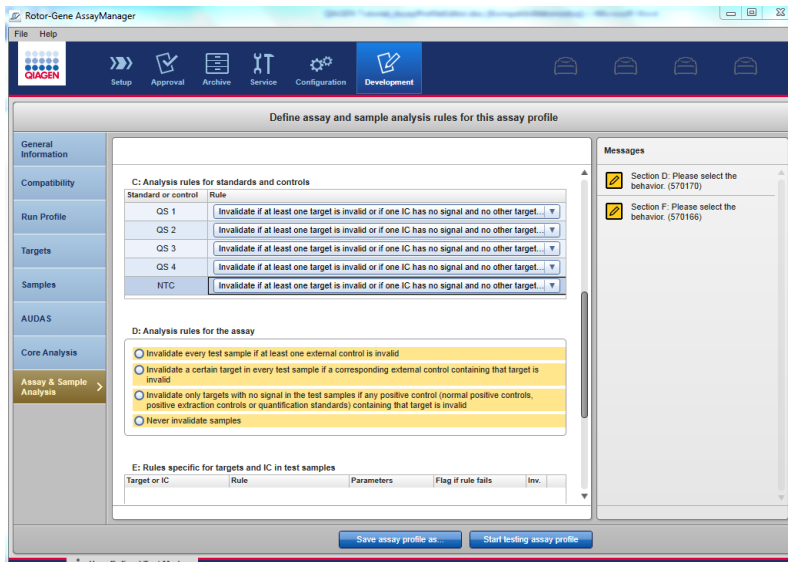 Rotor-Gene AssayManager
File Help
QIAGEN
Setup Approval Archive Service Configuration Development
Define assay and sample analysis rules for this assay profile
General
Information
Compatibility
Run Profile
Targets
Samples
AUDAS
Core Analysis
Assay & Sample
Analysis
C: Analysis rules for standards and controls
Standard or control Rule
QS 1 Invalidate if at least one target is invalid or if one IC has no signal and no other target...
QS 2 Invalidate if at least one target is invalid or if one IC has no signal and no other target...
QS 3 Invalidate if at least one target is invalid or if one IC has no signal and no other target...
QS 4 Invalidate if at least one target is invalid or if one IC has no signal and no other target...
NTC Invalidate if at least one target is invalid or if one IC has no signal and no other target...
D: Analysis rules for the assay
Invalidate every test sample if at least one external control is invalid
Invalidate a certain target in every test sample if a corresponding external control containing that target is
invalid
Invalidate only targets with no signal in the test samples if any positive control (normal positive controls,
positive extraction controls or quantification standards) containing that target is invalid
Never invalidate samples
E: Rules specific for targets and IC in test samples
Target or IC Rule Parameters Flag if rule fails Inv.
Messages
Section D: Please select the
behavior. (570170)
Section F: Please select the
behavior. (570166)
Save assay profile as... Start testing assay profile